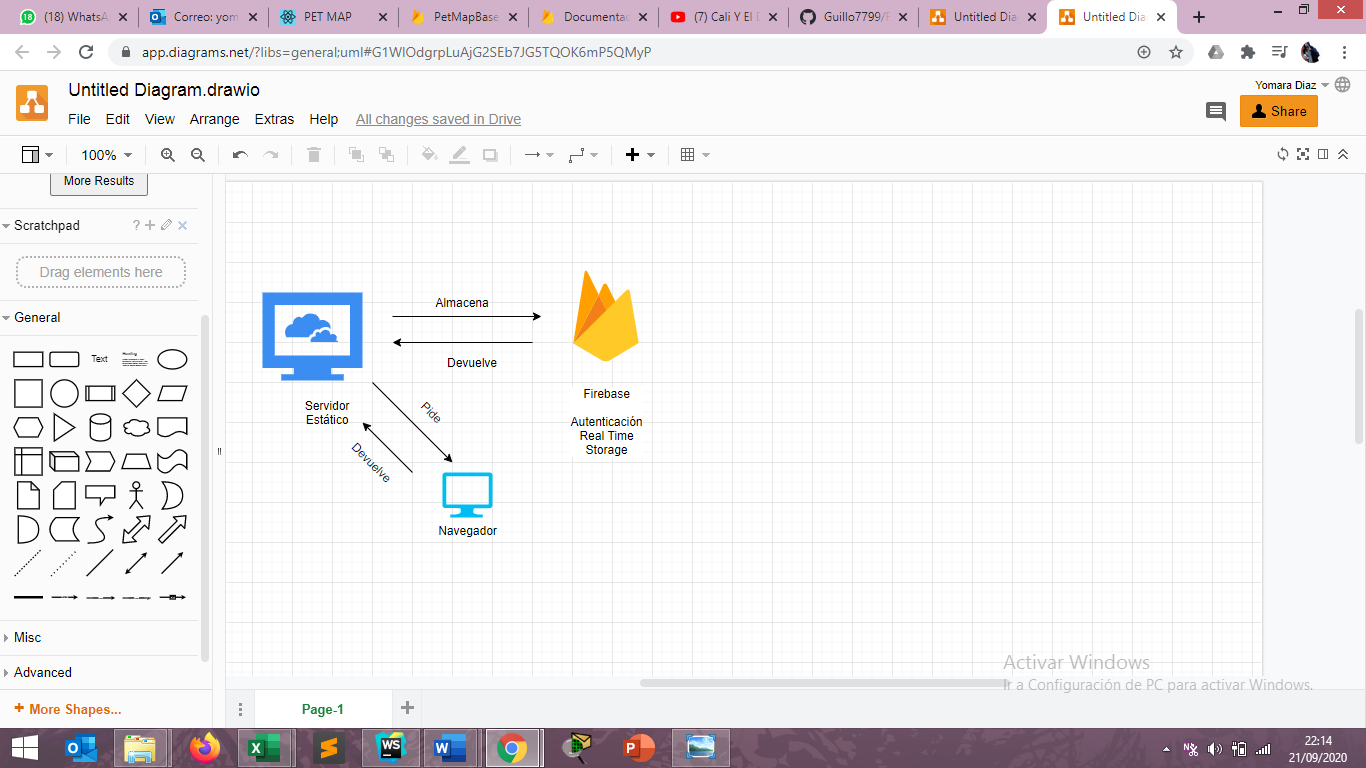 (18) WhatsA
Correo: yom
PET MAP
PetMapBase
Documenta
(7) Cali Y El D
Guillo7799/P
Untitled Dia
Untitled Dia
app.diagrams.net/?libs=general;uml#G1WIOdgrpLuAjG2SEb7JG5TQOK6mP5QMyP
Untitled Diagram.drawio
Yomara Diaz
File Edit View Arrange Extras Help All changes saved in Drive
Share
100%
More Results
Scratchpad
?
Drag elements here
General
Text
Misc
Advanced
More Shapes...
Almacena
Devuelve
Servidor
Estático
Pide
Devuelve
Navegador
Firebase
Autenticación
Real Time
Storage
Activar Windows
Ir a Configuración de PC para activar Windows.
Page-1
22:14
21/09/2020